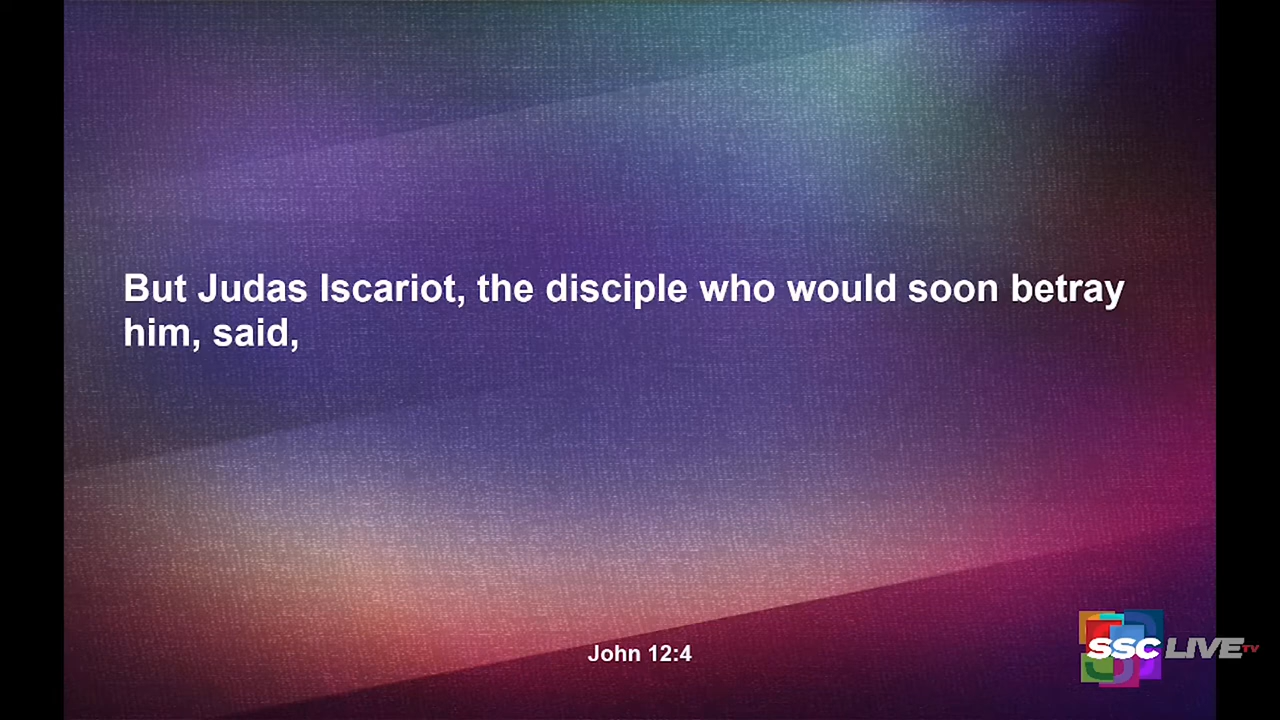 But Judas Iscariot, the disciple who would soon betray
him, said,
John 12:4
SSC LIVE TV